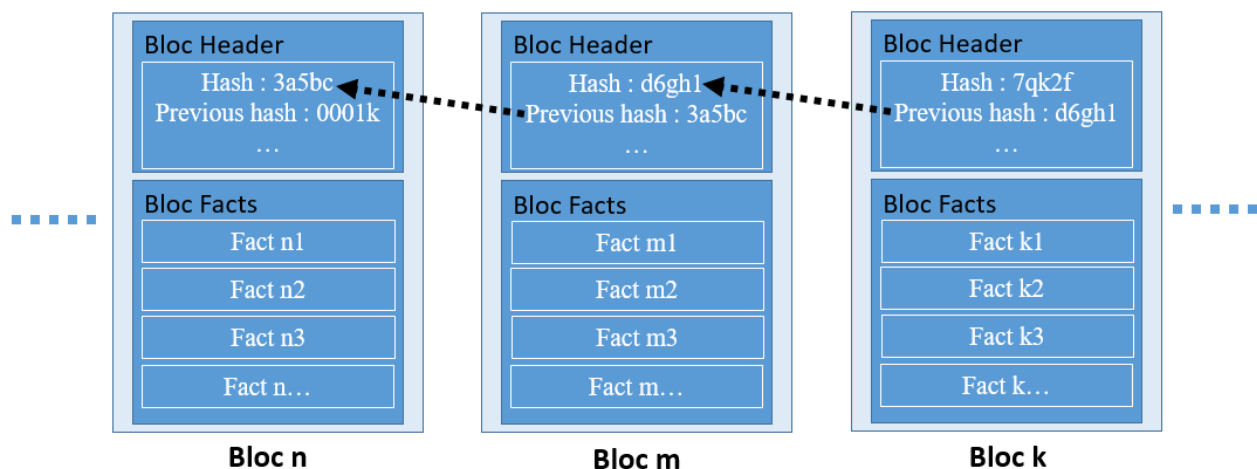 Bloc Header
Hash : 3a5bc
Previous hash : 0001k
…
Bloc Facts
Fact n1
Fact n2
Fact n3
Fact n…
Bloc n
Bloc Header
Hash : d6gh1
Previous hash : 3a5bc
…
Bloc Facts
Fact m1
Fact m2
Fact m3
Fact m…
Bloc m
Bloc Header
Hash : 7qk2f
Previous hash : d6gh1
…
Bloc Facts
Fact k1
Fact k2
Fact k3
Fact k…
Bloc k